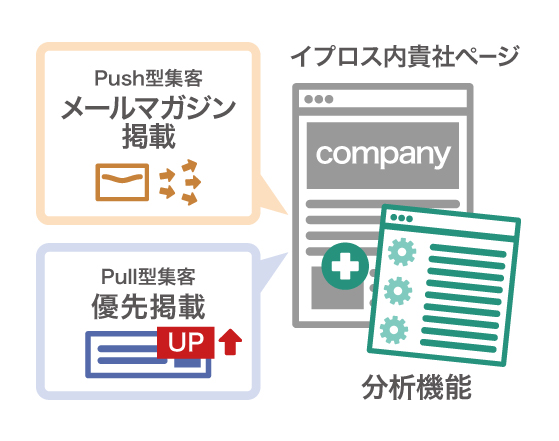 Push型集客
メールマガジン
掲載
Pull型集客
優先掲載
UP
イプロス内貴社ページ
company
分析機能